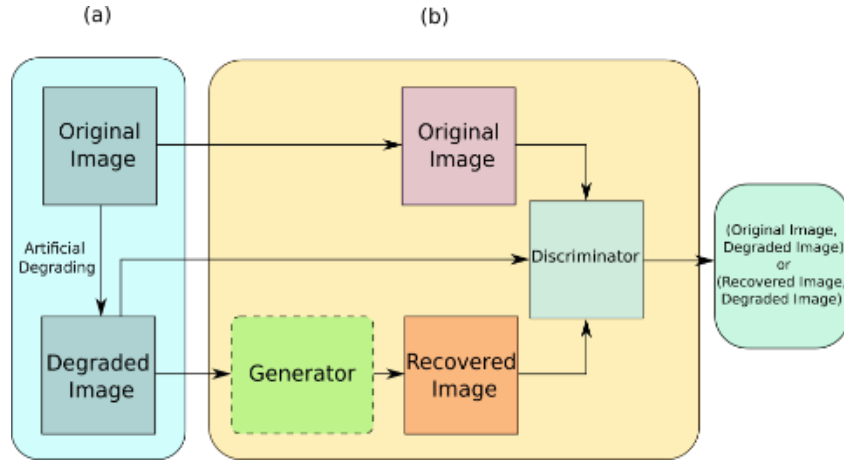 (a)
(b)
Original
Image
Original
Image
Artificial
Degrading
Discriminator
(Original Image,
Degraded Image)
or
(Recovered Image,
Degraded Image)
Degraded
Image
Generator
Recovered
Image